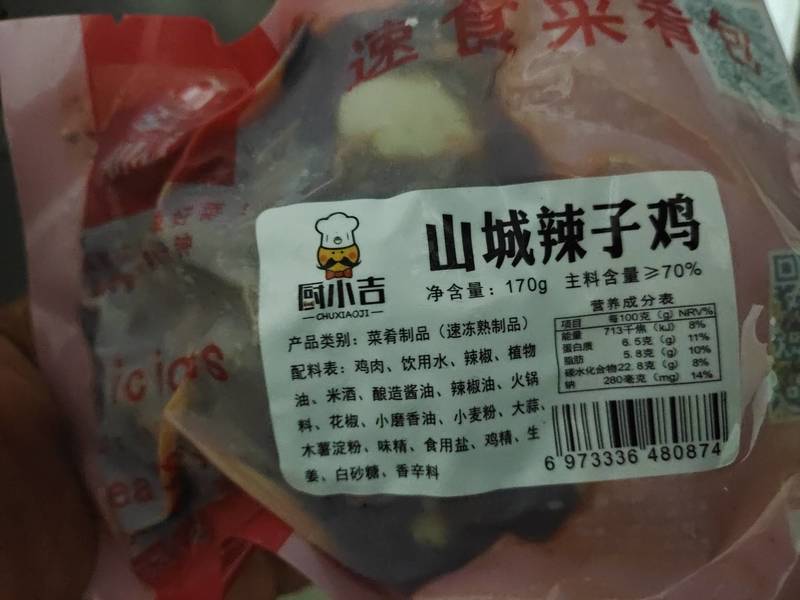 速食菜肴包
山城辣子鸡
厨小吉
CHUXIAOJI
净含量：170g 主料含量≥70%
产品类别：菜肴制品（速冻熟制品）
配料表：鸡肉、饮用水、辣椒、植物
油、米酒、酿造酱油、辣椒油、火锅
料、花椒、小磨香油、小麦粉、大蒜、
木薯淀粉、味精、食用盐、鸡精、生
姜、白砂糖、香辛料
营养成分表
项目 每100克（g） NRV%
能量 713千焦（kJ） 8%
蛋白质 6.5克（g） 11%
脂肪 5.8克（g） 10%
碳水化合物22.8克（g） 8%
钠 280毫克（mg） 14%
6 973336 480874